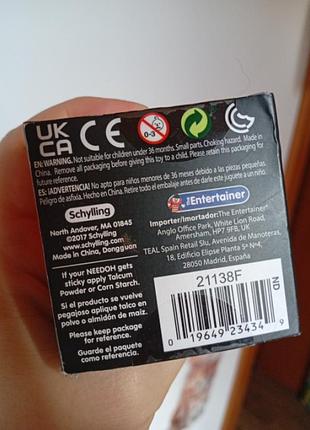 UK
CA CE 0-3
EN: WARNING. Not suitable for children under 36 months. Small parts. Choking hazard. Made in
China. Remove all packaging before giving this toy to a child. Please retain this packaging for
future reference.
ES: ¡ADVERTENCIA! No apto para niños menores de 36 meses debido a las piezas pequeñas.
Peligro de asfixia. Hecho en China. Retire todo el embalaje antes de darle este juguete a un niño.
Schylling
North Andover, MA 01845
©2017 Schylling
www.schylling.com
Made in China, Dongguan
If your NEEDOH gets
sticky apply Talcum
Powder or Corn Starch.
Si el producto se vuelve
pegajoso aplique talco en
polvo o almidón de maíz.
Please keep package
for reference.
Guarde el paquete
como referencia.
The Entertainer
Importer/Imortador:The Entertainer
Anglo Office Park, White Lion Road,
Amersham, HP7 9FB, UK
TEAL Spain Retail Slu, Avenida de Manoteras,
18, Edificio Elipse Planta 5ª Nº4,
28050 Madrid, España
21138F
ND
0 19649 23434 9